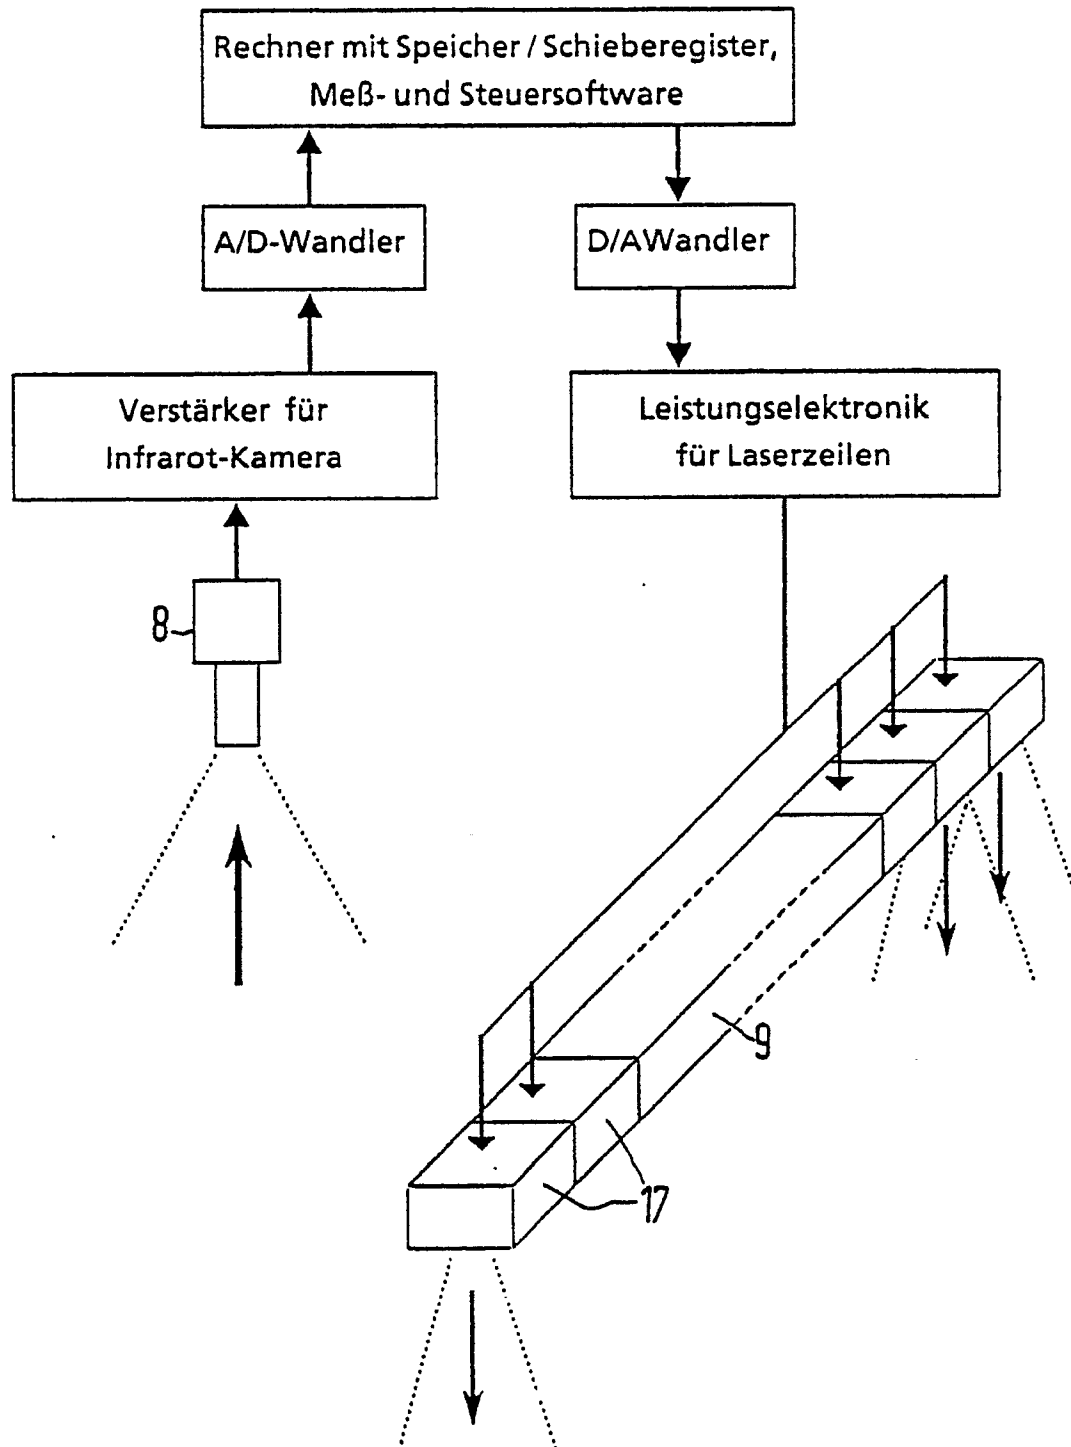 Rechner mit Speicher / Schieberegister,
Meß- und Steuersoftware
A/D-Wandler
D/AWandler
Verstärker für
Infrarot-Kamera
Leistungselektronik
für Laserzeilen
8
9
17